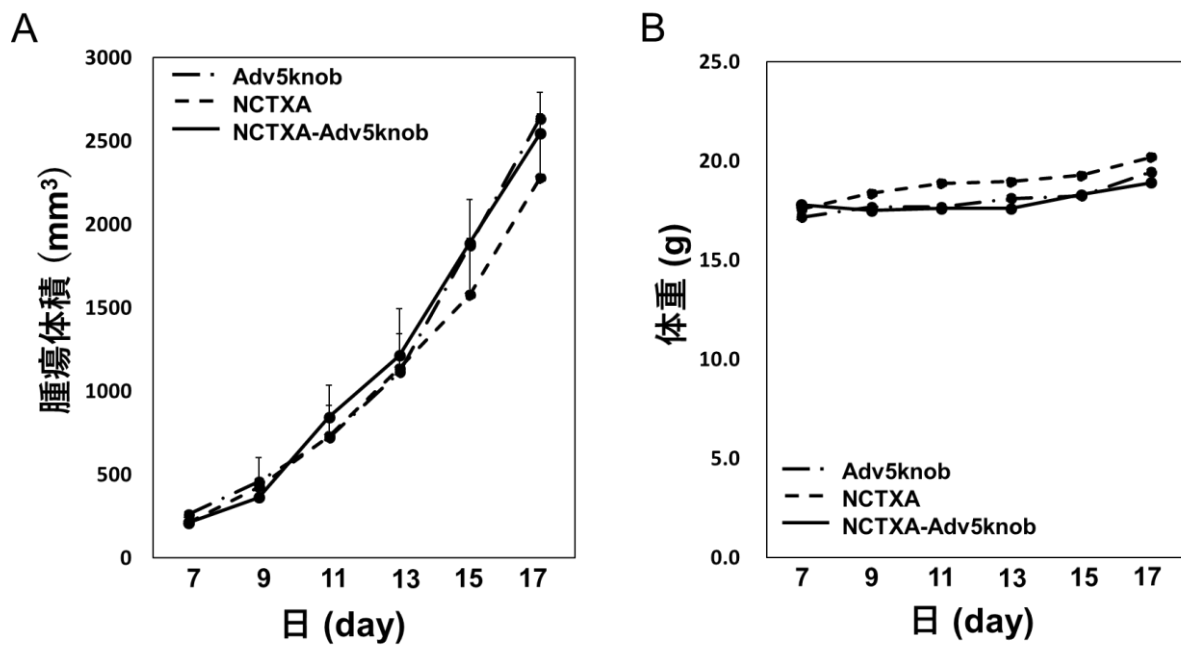 A
3000
2500
2000
1500
1000
500
0
腫瘍体積 (mm³)
Adv5knob
NCTXA
NCTXA-Adv5knob
7 9 11 13 15 17
日 (day)
B
25.0
20.0
15.0
10.0
5.0
0.0
体重 (g)
Adv5knob
NCTXA
NCTXA-Adv5knob
7 9 11 13 15 17
日 (day)